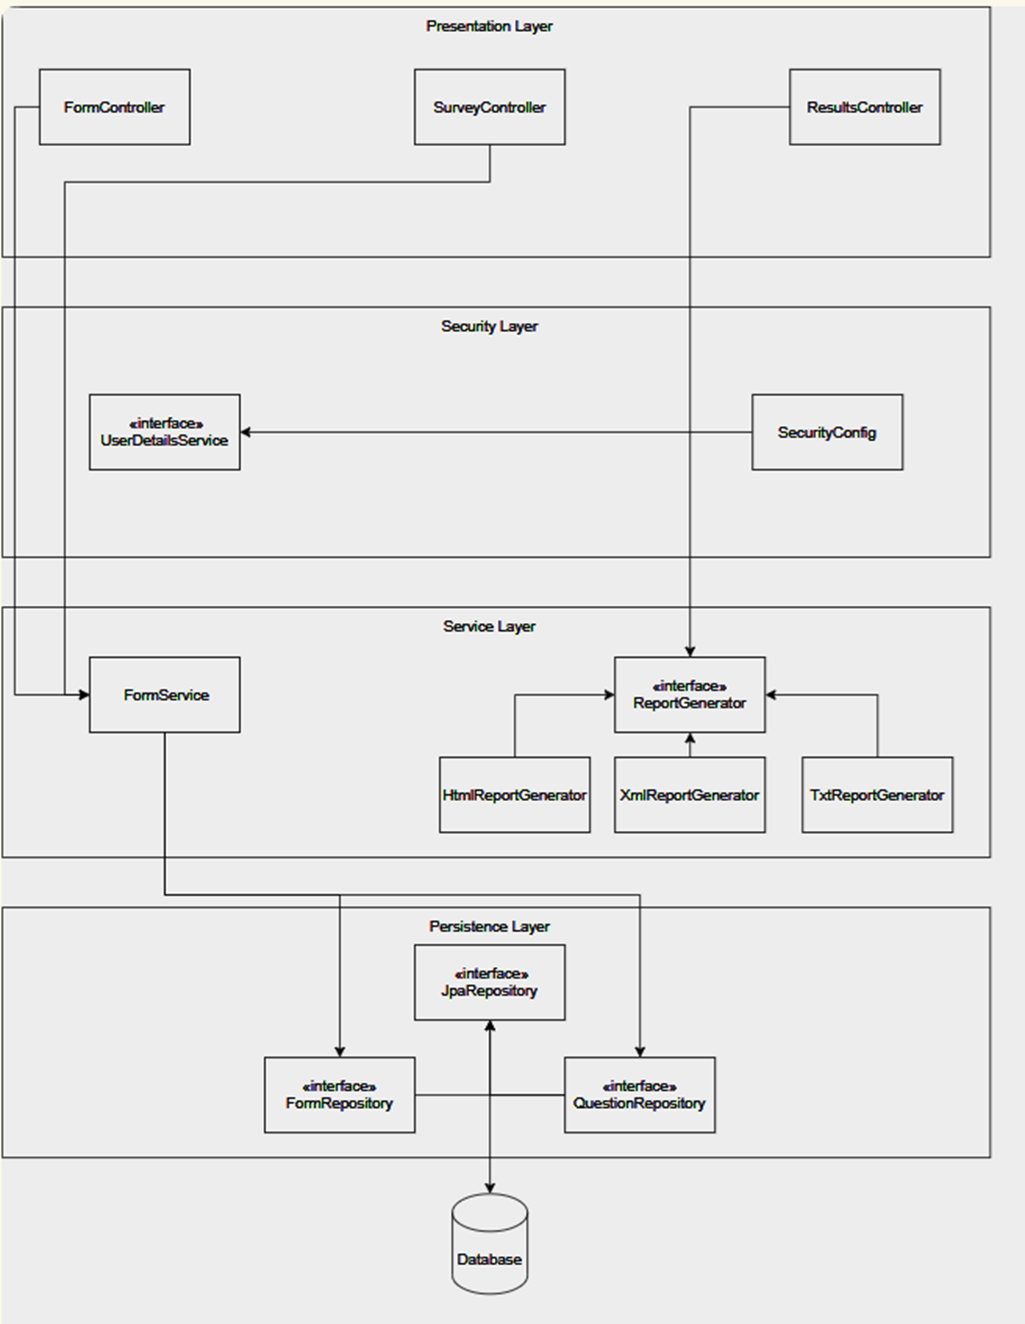 Presentation Layer
FormController
SurveyController
ResultsController
Security Layer
«interface»
UserDetailsService
SecurityConfig
Service Layer
FormService
«interface»
ReportGenerator
HtmlReportGenerator
XmlReportGenerator
TxtReportGenerator
Persistence Layer
«interface»
JpaRepository
«interface»
FormRepository
«interface»
QuestionRepository
Database